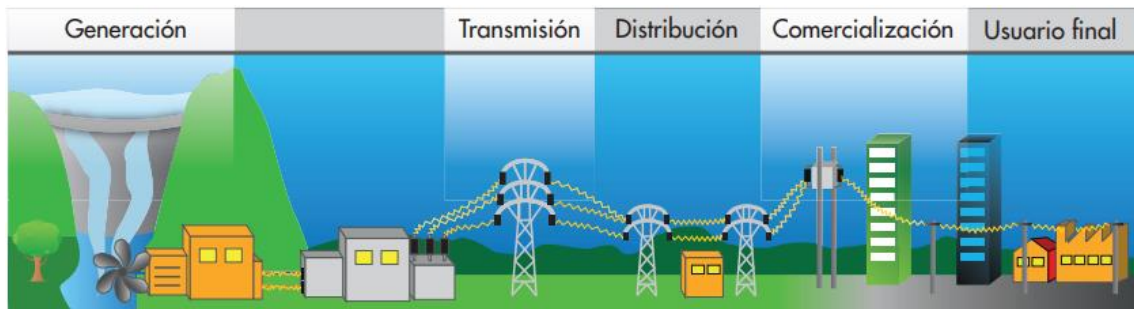 Generación
Transmisión
Distribución
Comercialización
Usuario final